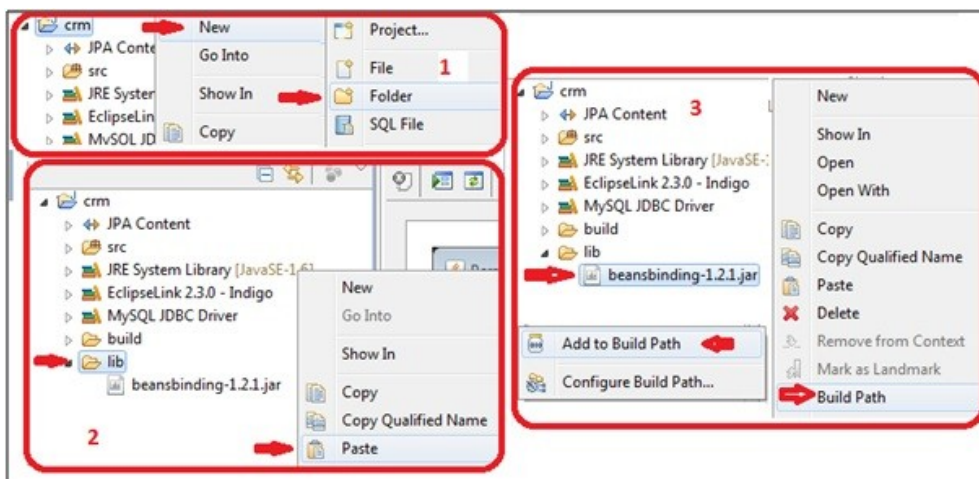 crm
JPA Conte
src
JRE System
EclipseLin
MySQL JD
New
Go Into
Show In
Copy
Project...
File
1
Folder
SQL File
crm
JPA Content
src
JRE System Library [JavaSE-1.6]
EclipseLink 2.3.0 - Indigo
MySQL JDBC Driver
build
lib
beansbinding-1.2.1.jar
2
New
Go Into
Show In
Copy
Copy Qualified Name
Paste
crm
3
JPA Content
src
JRE System Library [JavaSE-1
EclipseLink 2.3.0 - Indigo
MySQL JDBC Driver
build
lib
beansbinding-1.2.1.jar
Add to Build Path
Configure Build Path...
New
Show In
Open
Open With
Copy
Copy Qualified Name
Paste
Delete
Remove from Context
Mark as Landmark
Build Path